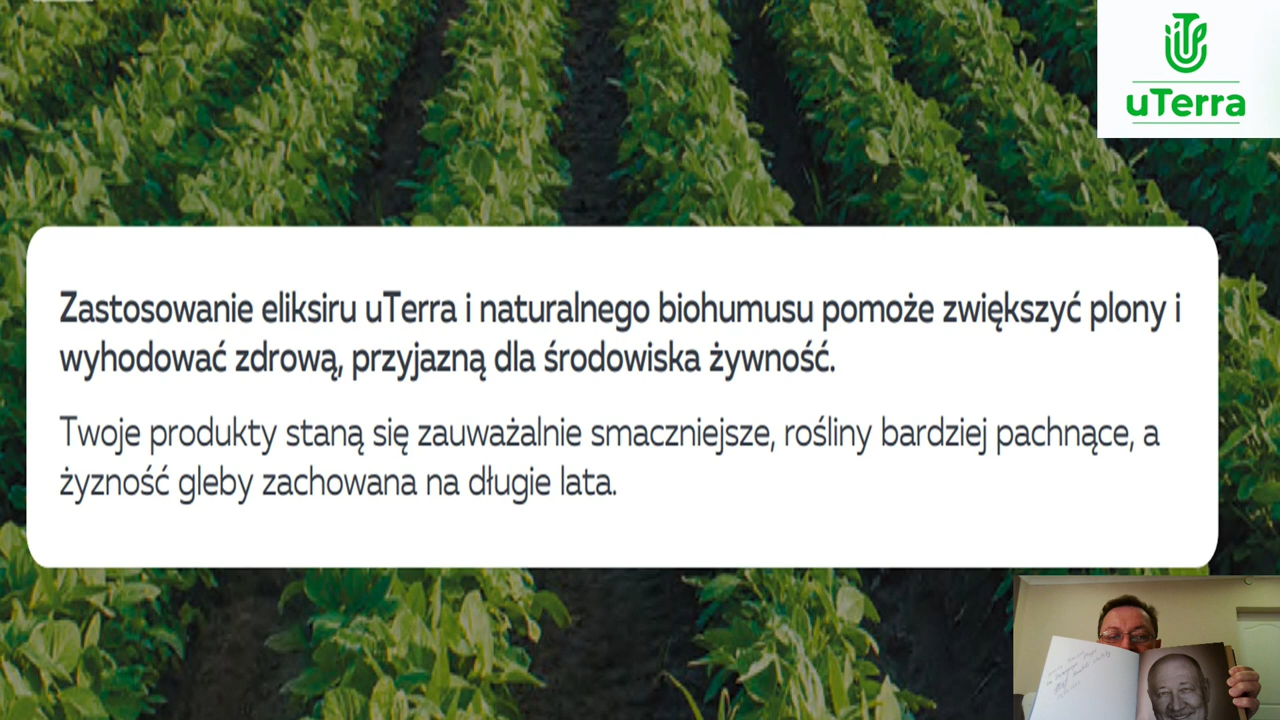 uTerra
Zastosowanie eliksiru uTerra i naturalnego biohumusu pomoże zwiększyć plony i
wyhodować zdrową, przyjazną dla środowiska żywność.
Twoje produkty staną się zauważalnie smaczniejsze, rośliny bardziej pachnące, a
żyzność gleby zachowana na długie lata.